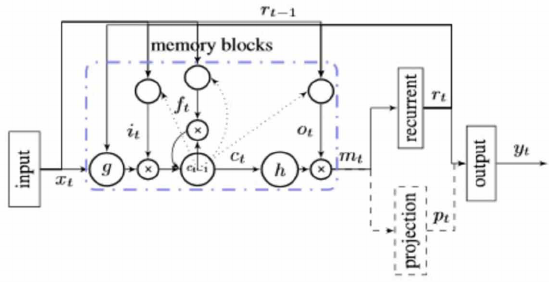 r_{t-1}
memory blocks
f_t
i_t
o_t
×
input
x_t
g
×
c_{t-1}
c_t
h
×
m_t
recurrent
r_t
projection
p_t
output
y_t